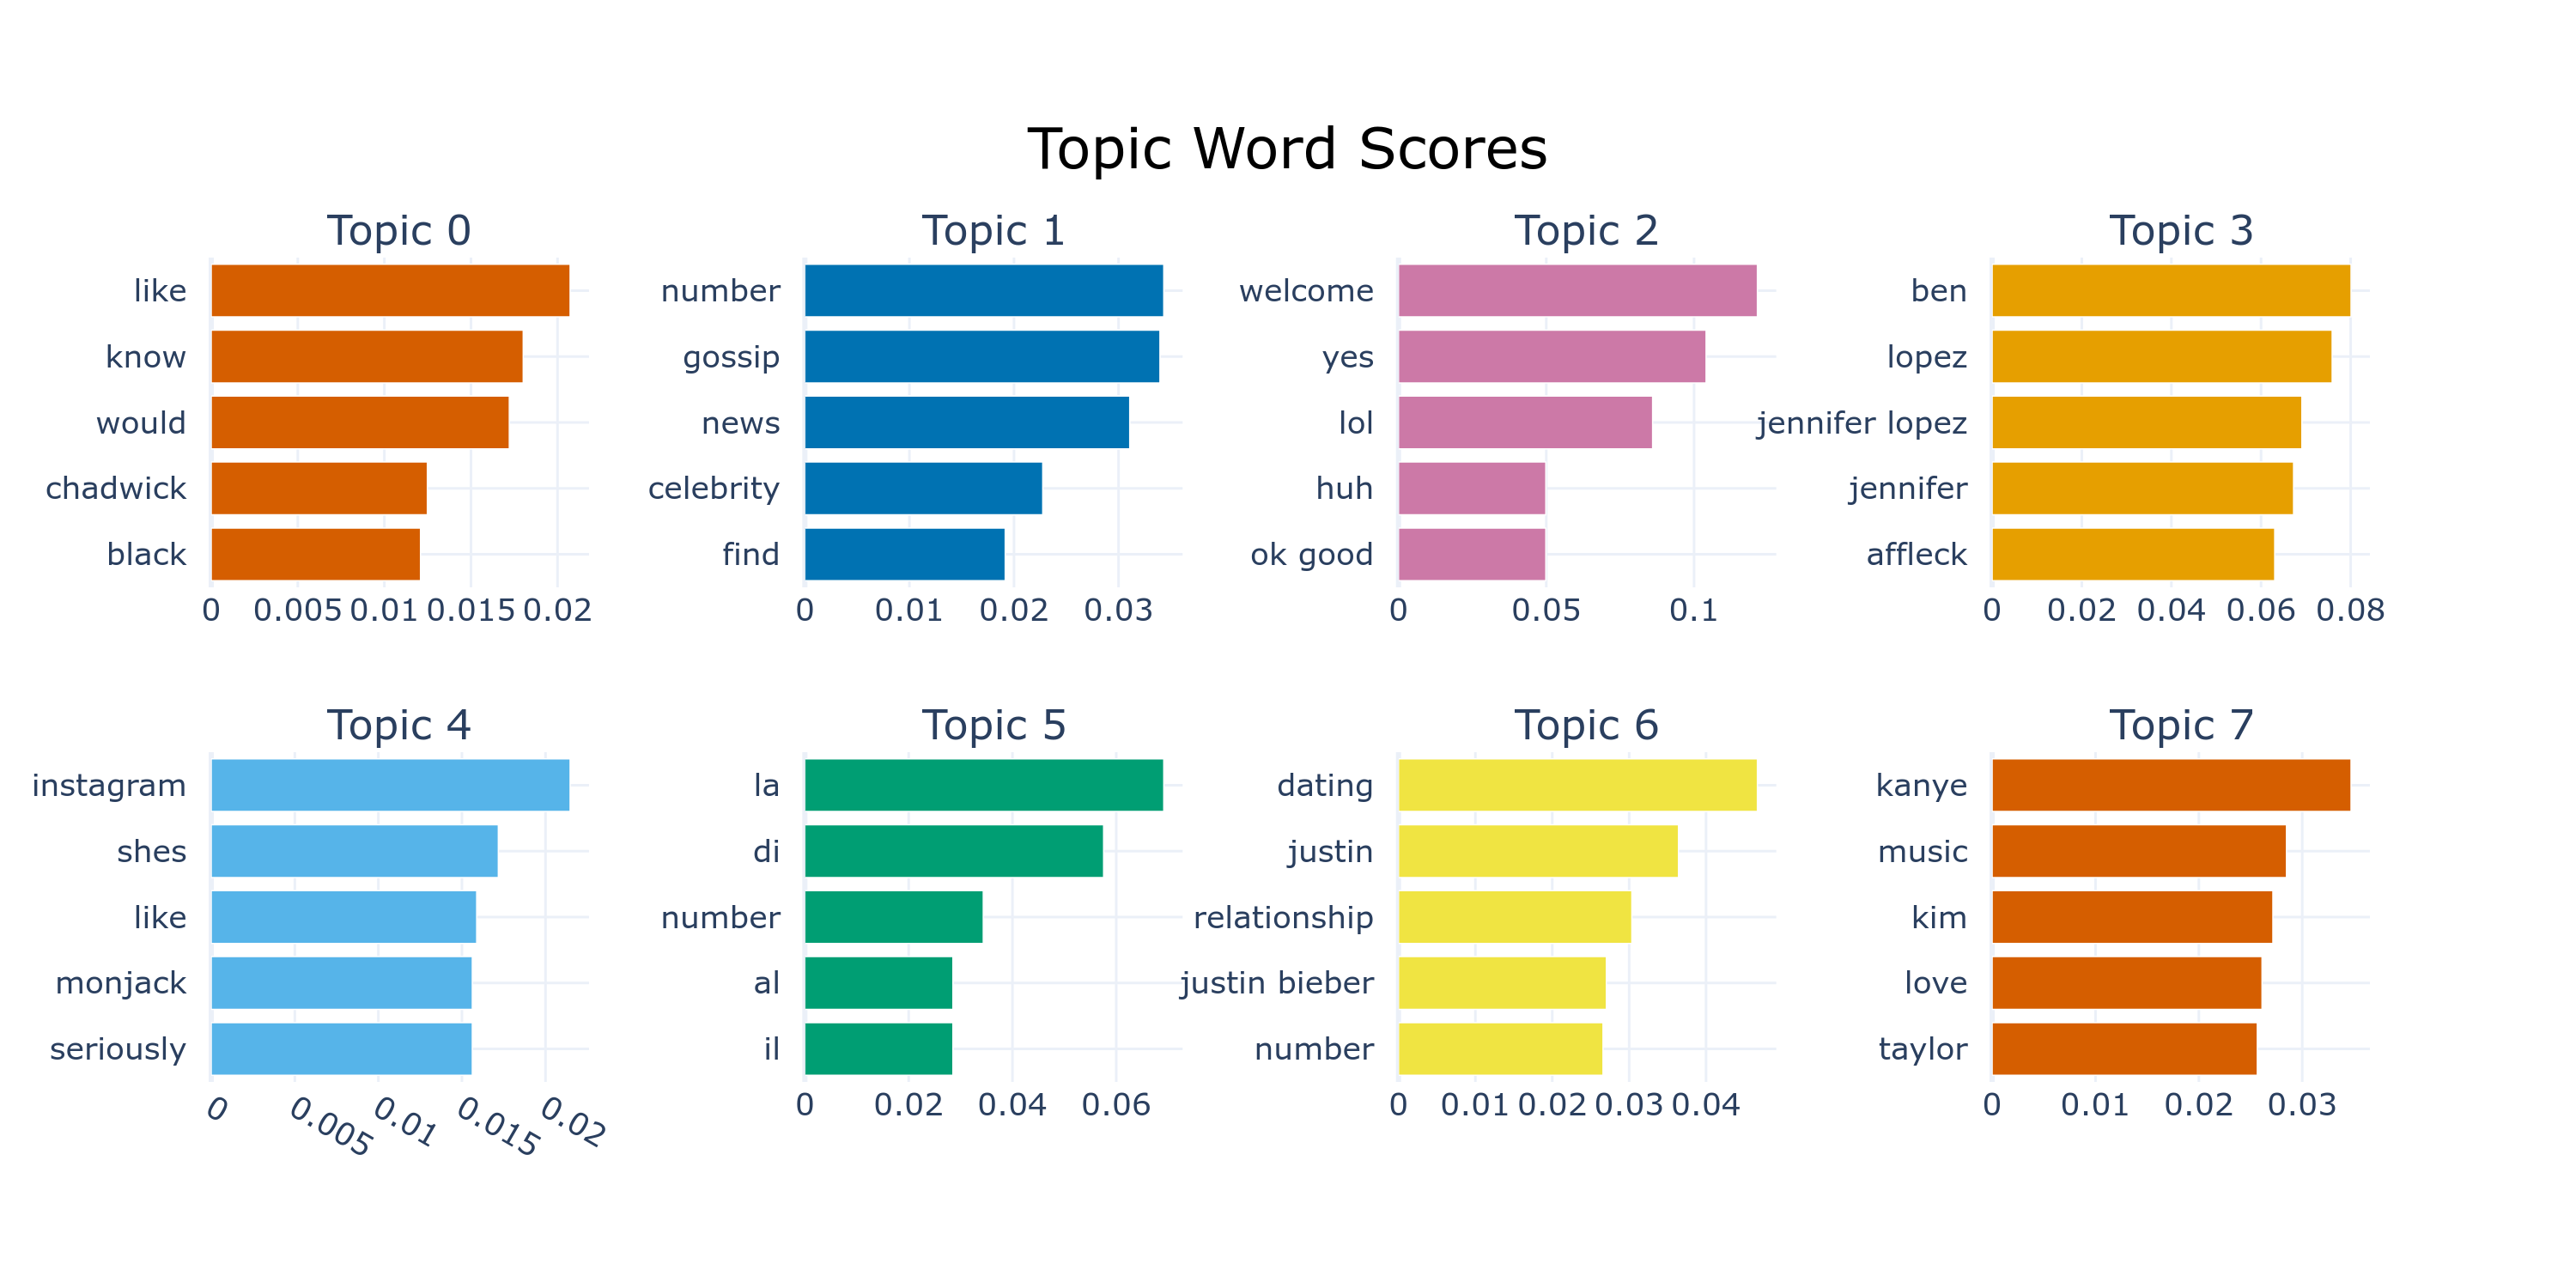 Topic Word Scores
Topic 0
like
know
would
chadwick
black
0 0.005 0.01 0.015 0.02
Topic 1
number
gossip
news
celebrity
find
0 0.01 0.02 0.03
Topic 2
welcome
yes
lol
huh
ok good
0 0.05 0.1
Topic 3
ben
lopez
jennifer lopez
jennifer
affleck
0 0.02 0.04 0.06 0.08
Topic 4
instagram
shes
like
monjack
seriously
0 0.005 0.01 0.015 0.02
Topic 5
la
di
number
al
il
0 0.02 0.04 0.06
Topic 6
dating
justin
relationship
justin bieber
number
0 0.01 0.02 0.03 0.04
Topic 7
kanye
music
kim
love
taylor
0 0.01 0.02 0.03